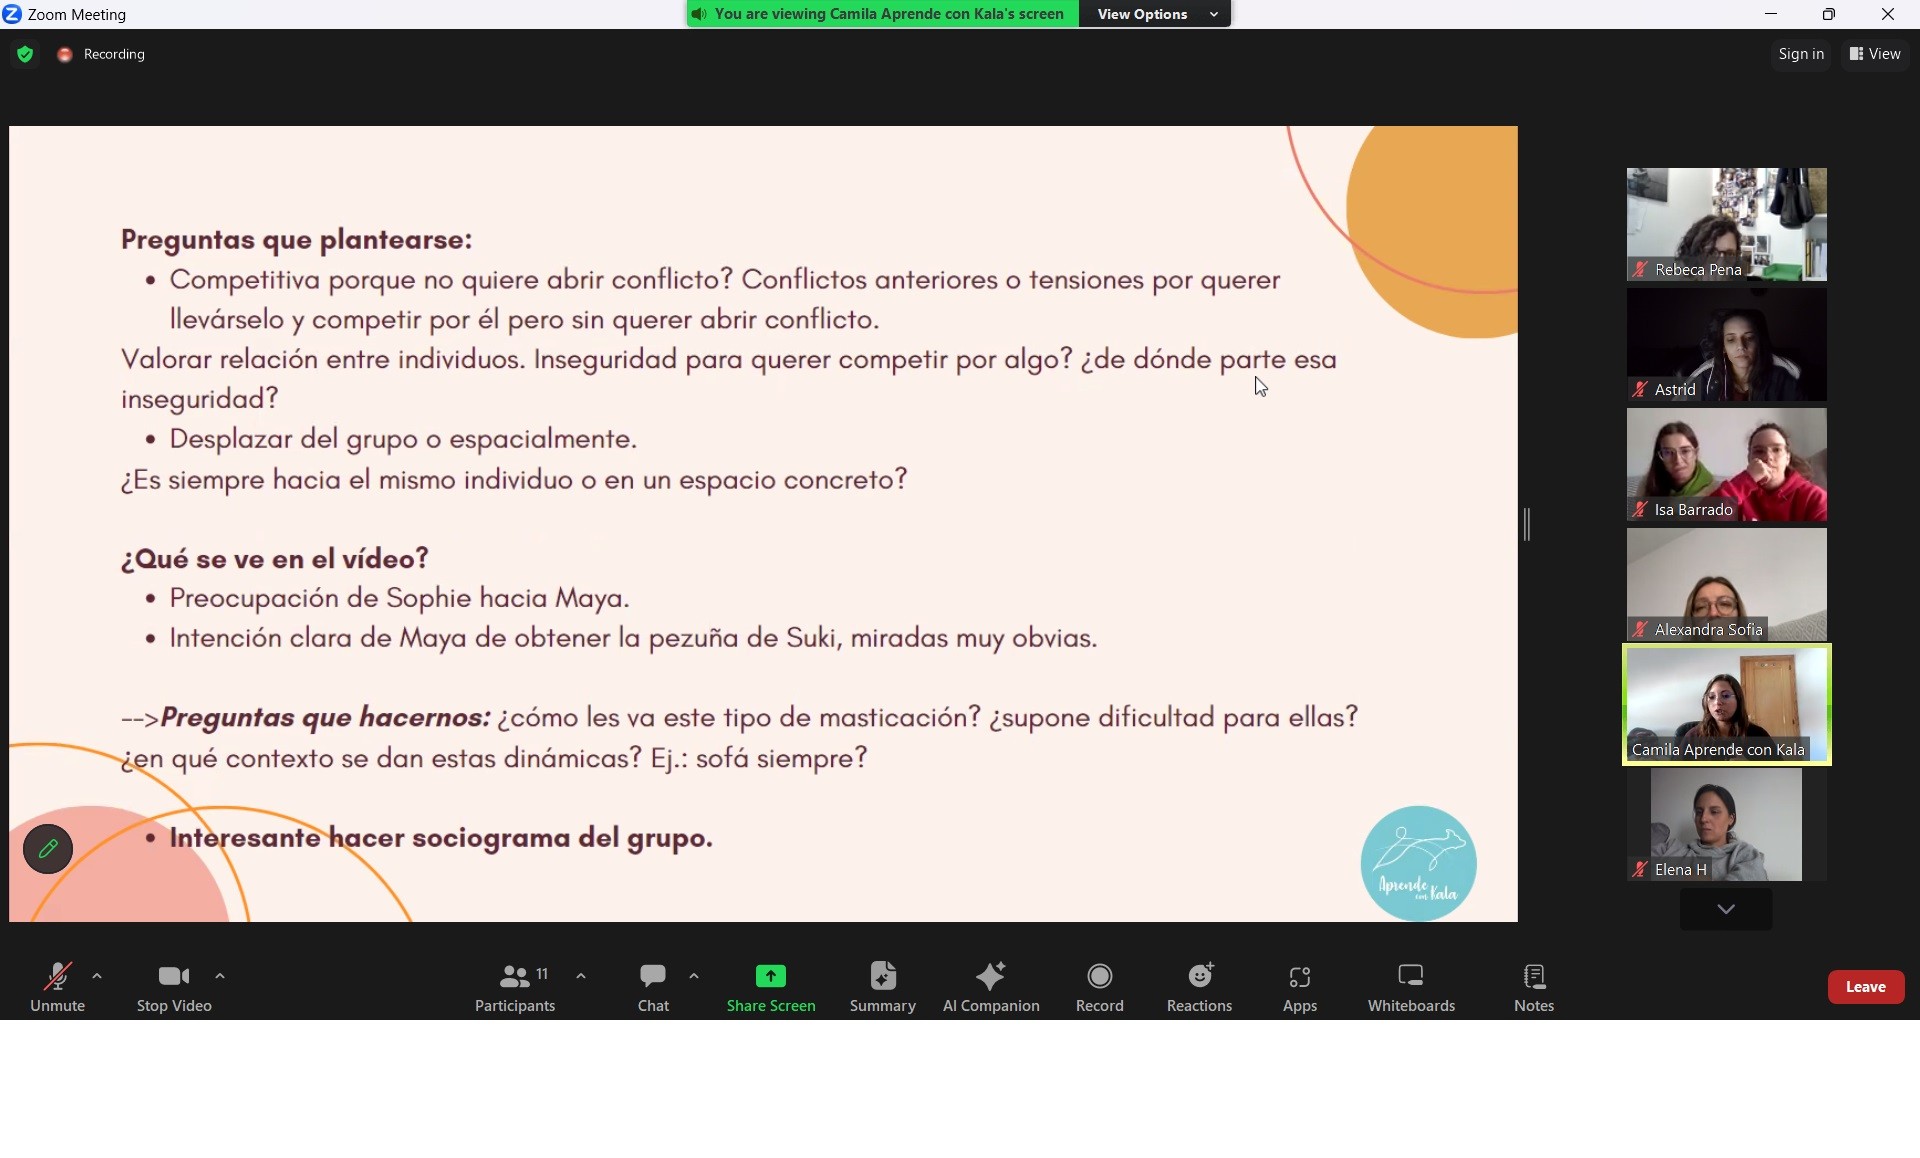 Zoom Meeting
You are viewing Camila Aprende con Kala's screen
View Options
Recording
Sign in
View
Preguntas que plantearse:
• Competitiva porque no quiere abrir conflicto? Conflictos anteriores o tensiones por querer
llevárselo y competir por él pero sin querer abrir conflicto.
Valorar relación entre individuos. Inseguridad para querer competir por algo? ¿de dónde parte esa
inseguridad?
• Desplazar del grupo o espacialmente.
¿Es siempre hacia el mismo individuo o en un espacio concreto?
¿Qué se ve en el vídeo?
• Preocupación de Sophie hacia Maya.
• Intención clara de Maya de obtener la pezuña de Suki, miradas muy obvias.
-->Preguntas que hacernos: ¿cómo les va este tipo de masticación? ¿supone dificultad para ellas?
¿en qué contexto se dan estas dinámicas? Ej.: sofá siempre?
• Interesante hacer sociograma del grupo.
Aprende
con Kala
Rebeca Pena
Astrid
Isa Barrado
Alexandra Sofia
Camila Aprende con Kala
Elena H
Unmute
Stop Video
11
Participants
Chat
Share Screen
Summary
AI Companion
Record
Reactions
Apps
Whiteboards
Notes
Leave